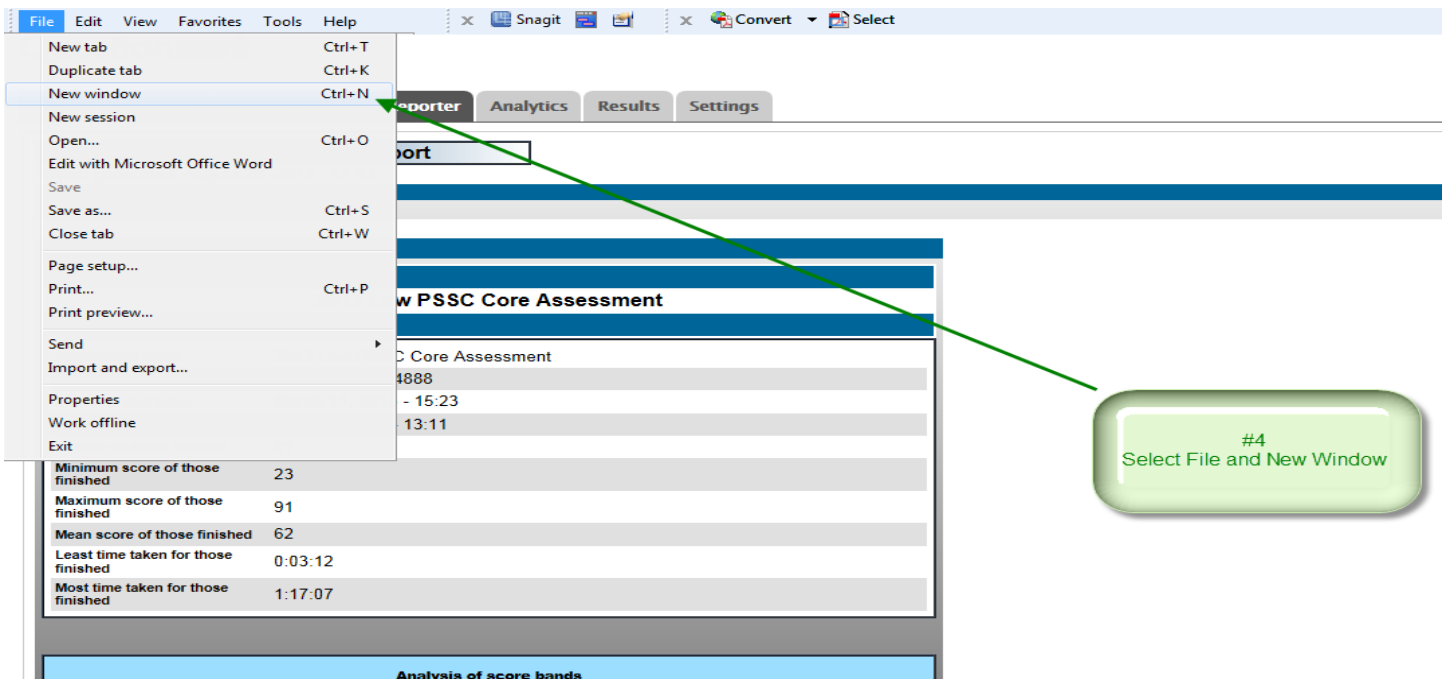 File Edit View Favorites Tools Help x Snagit x Convert Select
New tab Ctrl+T
Duplicate tab Ctrl+K
New window Ctrl+N
eporter Analytics Results Settings
New session
Open... Ctrl+O
ort
Edit with Microsoft Office Word
Save
Save as... Ctrl+S
Close tab Ctrl+W
Page setup...
Print... Ctrl+P
w PSSC Core Assessment
Print preview...
Send
C Core Assessment
Import and export...
4888
Properties
- 15:23
Work offline
13:11
Exit
#4
Select File and New Window
Minimum score of those
finished 23
Maximum score of those
finished 91
Mean score of those finished 62
Least time taken for those
finished 0:03:12
Most time taken for those
finished 1:17:07
Analysis of score bands